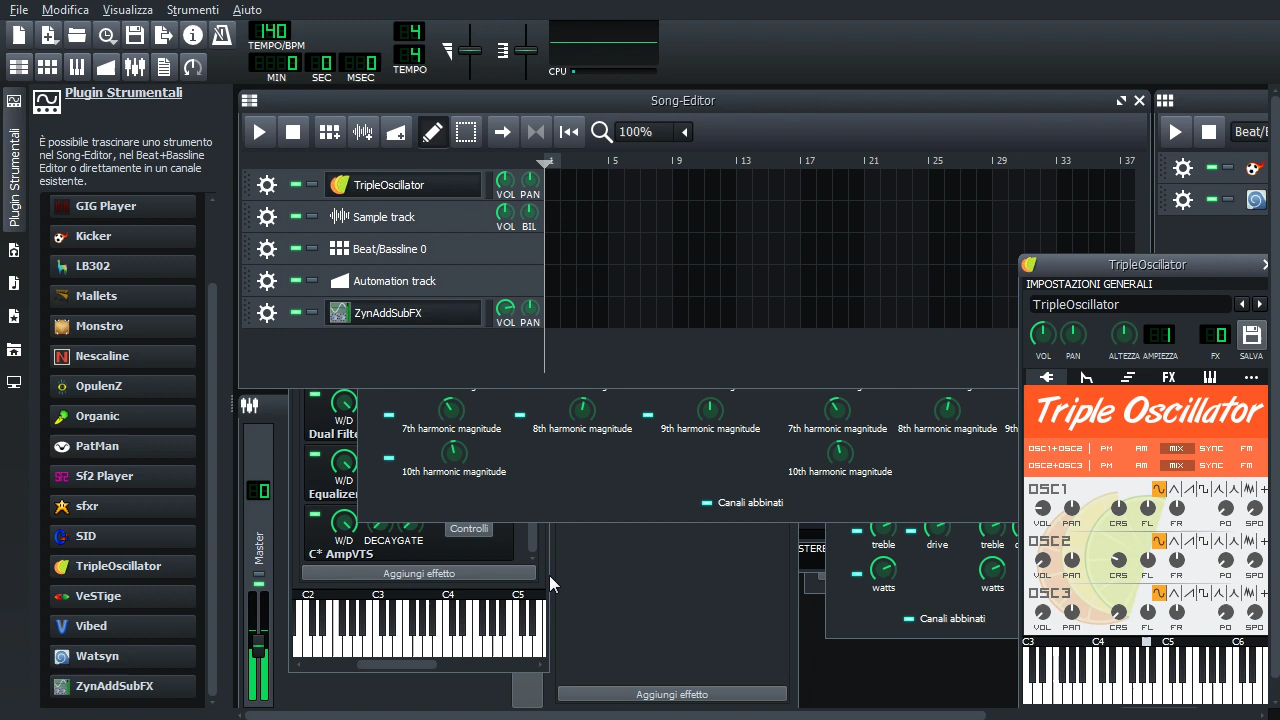 File Modifica Visualizza Strumenti Aiuto
140
TEMPO/BPM
0 0 0
MIN SEC MSEC
4
4
TEMPO
CPU
Plugin Strumentali
Plugin Strumentali
È possibile trascinare uno strumento
nel Song-Editor, nel Beat+Bassline
Editor o direttamente in un canale
esistente.
GIG Player
Kicker
LB302
Mallets
Monstro
Nescaline
OpulenZ
Organic
PatMan
Sf2 Player
sfxr
SID
TripleOscillator
VeSTige
Vibed
Watsyn
ZynAddSubFX
Song-Editor
100%
1 5 9 13 17 21 25 29 33 37
TripleOscillator
VOL PAN
Sample track
VOL BIL
Beat/Bassline 0
Automation track
ZynAddSubFX
VOL PAN
Beat/E
0
Master
W/D
Dual Filte
W/D
Equalizer
W/D DECAY GATE
Controlli
C* AmpVTS
Aggiungi effetto
C2 C3 C4 C5
7th harmonic magnitude 8th harmonic magnitude 9th harmonic magnitude 7th harmonic magnitude 8th harmonic magnitude 9th
10th harmonic magnitude 10th harmonic magnitude
Canali abbinati
STERE
treble drive treble
watts watts
Canali abbinati
Aggiungi effetto
TripleOscillator
IMPOSTAZIONI GENERALI
TripleOscillator
1 0
VOL PAN ALTEZZA AMPIEZZA FX SALVA
FX
Triple Oscillator
OSC1+OSC2 PM AM MIX SYNC FM
OSC2+OSC3 PM AM MIX SYNC FM
OSC1
VOL PAN CRS FL FR PO SPO
OSC2
VOL PAN CRS FL FR PO SPO
OSC3
VOL PAN CRS FL FR PO SPO
C3 C4 C5 C6